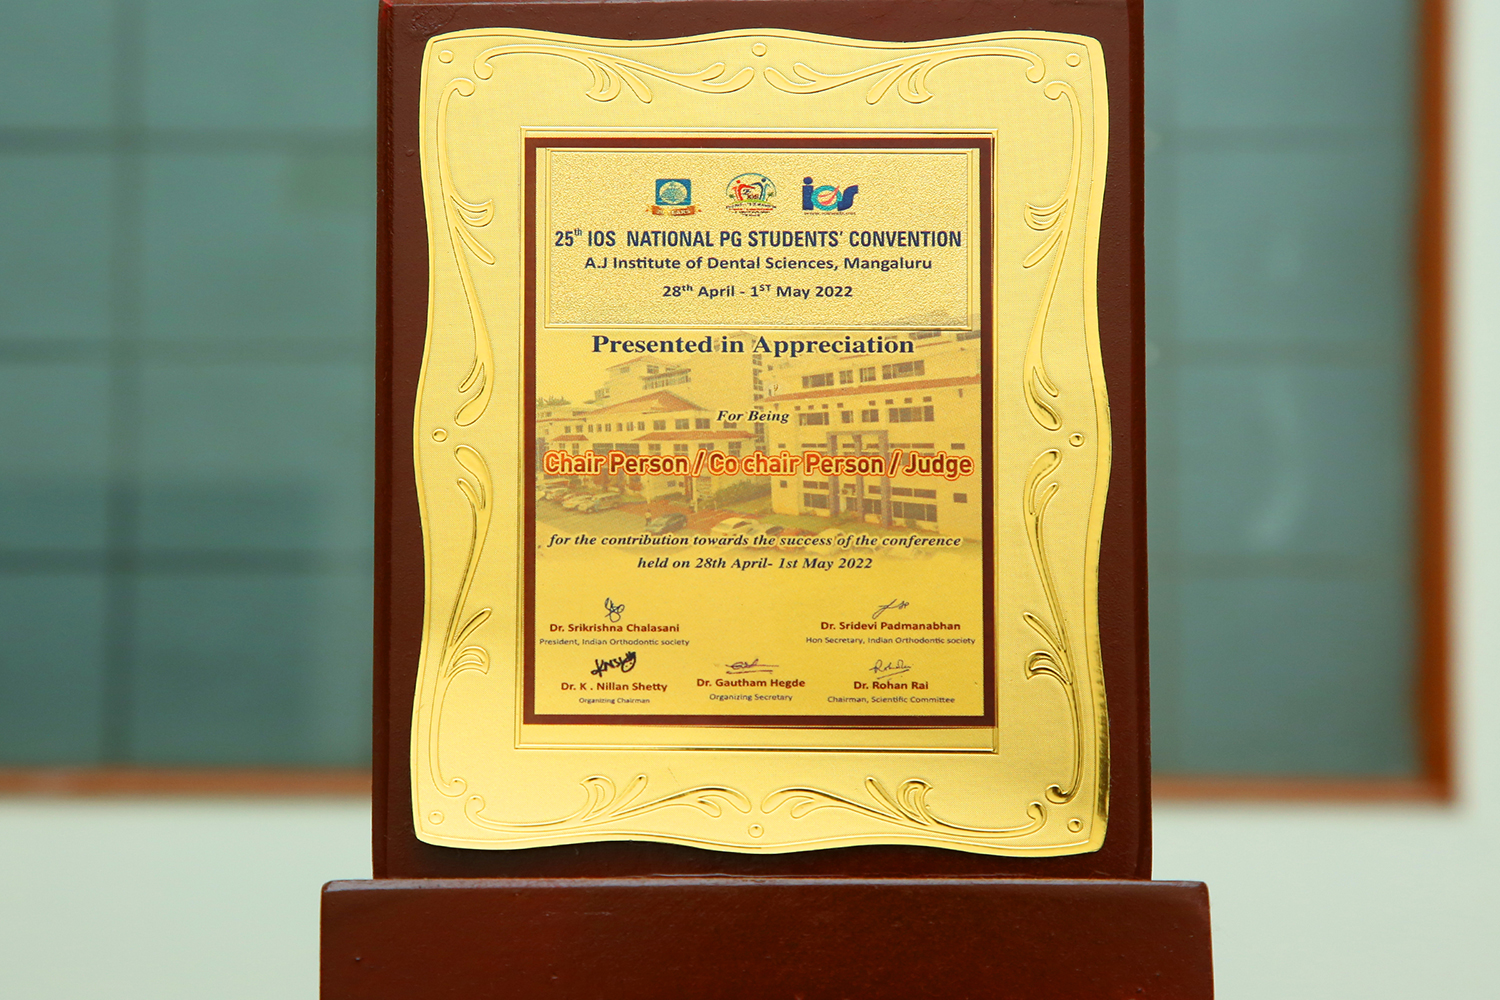 ios
25th IOS NATIONAL PG STUDENTS' CONVENTION
A.J Institute of Dental Sciences, Mangaluru
28th April - 1ST May 2022
Presented in Appreciation
For Being
Chair Person / Co chair Person / Judge
for the contribution towards the success of the conference
held on 28th April- 1st May 2022
Dr. Srikrishna Chalasani
President, Indian Orthodontic society
Dr. Sridevi Padmanabhan
Hon Secretary, Indian Orthodontic society
Dr. K . Nillan Shetty
Organizing Chairman
Dr. Gautham Hegde
Organizing Secretary
Dr. Rohan Rai
Chairman, Scientific Committee